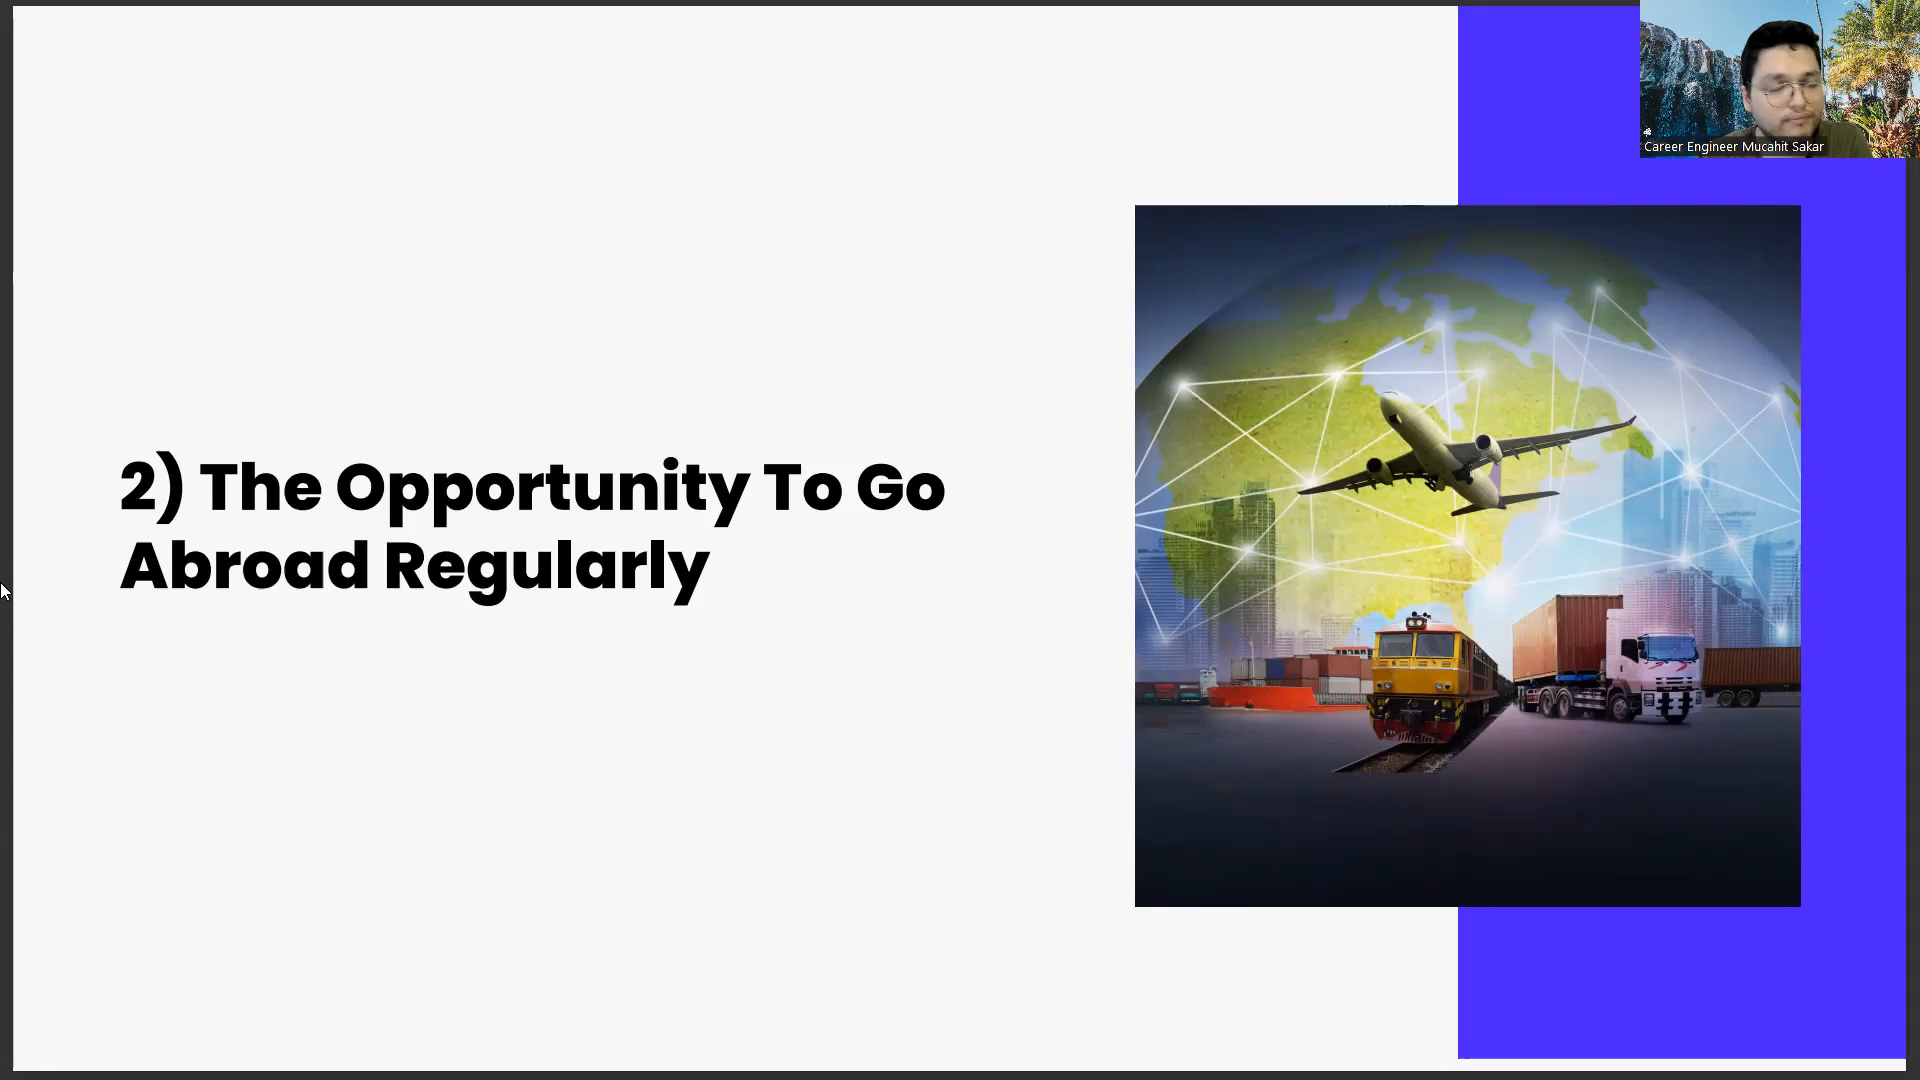 Career Engineer Mucahit Sakar
2) The Opportunity To Go
Abroad Regularly